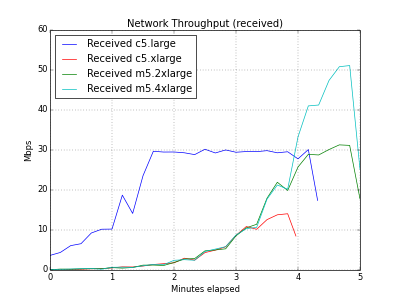 Network Throughput (received)
60
50
40
30
20
10
0
Mbps
Received c5.large
Received c5.xlarge
Received m5.2xlarge
Received m5.4xlarge
0
1
2
3
4
5
Minutes elapsed